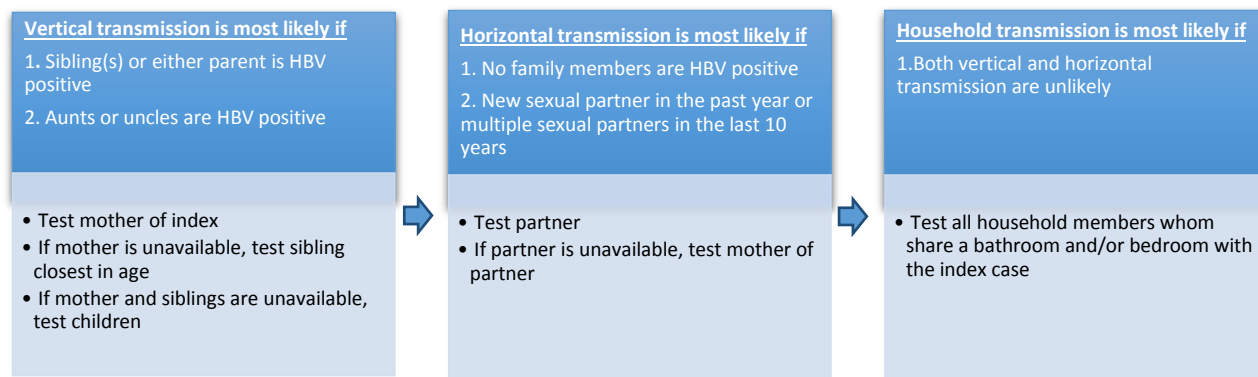 Vertical transmission is most likely if
1. Sibling(s) or either parent is HBV
positive
2. Aunts or uncles are HBV positive
• Test mother of index
• If mother is unavailable, test sibling
closest in age
• If mother and siblings are unavailable,
test children
Horizontal transmission is most likely if
1. No family members are HBV positive
2. New sexual partner in the past year or
multiple sexual partners in the last 10
years
• Test partner
• If partner is unavailable, test mother of
partner
Household transmission is most likely if
1.Both vertical and horizontal
transmission are unlikely
• Test all household members whom
share a bathroom and/or bedroom with
the index case